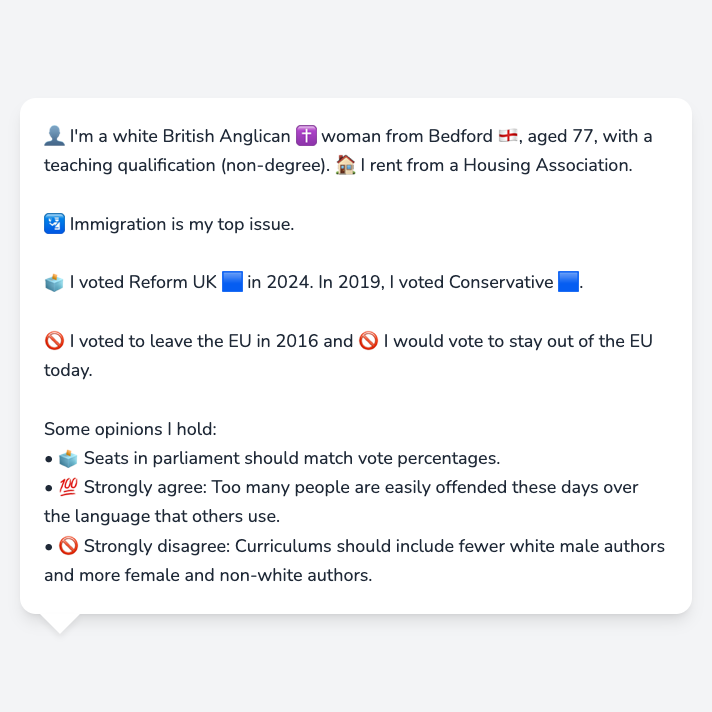 👤 I'm a white British Anglican ✝️ woman from Bedford 🏴󠁧󠁢󠁥󠁮󠁧󠁿, aged 77, with a
teaching qualification (non-degree). 🏠 I rent from a Housing Association.
🛂 Immigration is my top issue.
🗳️ I voted Reform UK 🟦 in 2024. In 2019, I voted Conservative 🟦.
🚫 I voted to leave the EU in 2016 and 🚫 I would vote to stay out of the EU
today.
Some opinions I hold:
• 🗳️ Seats in parliament should match vote percentages.
• 💯 Strongly agree: Too many people are easily offended these days over
the language that others use.
• 🚫 Strongly disagree: Curriculums should include fewer white male authors
and more female and non-white authors.